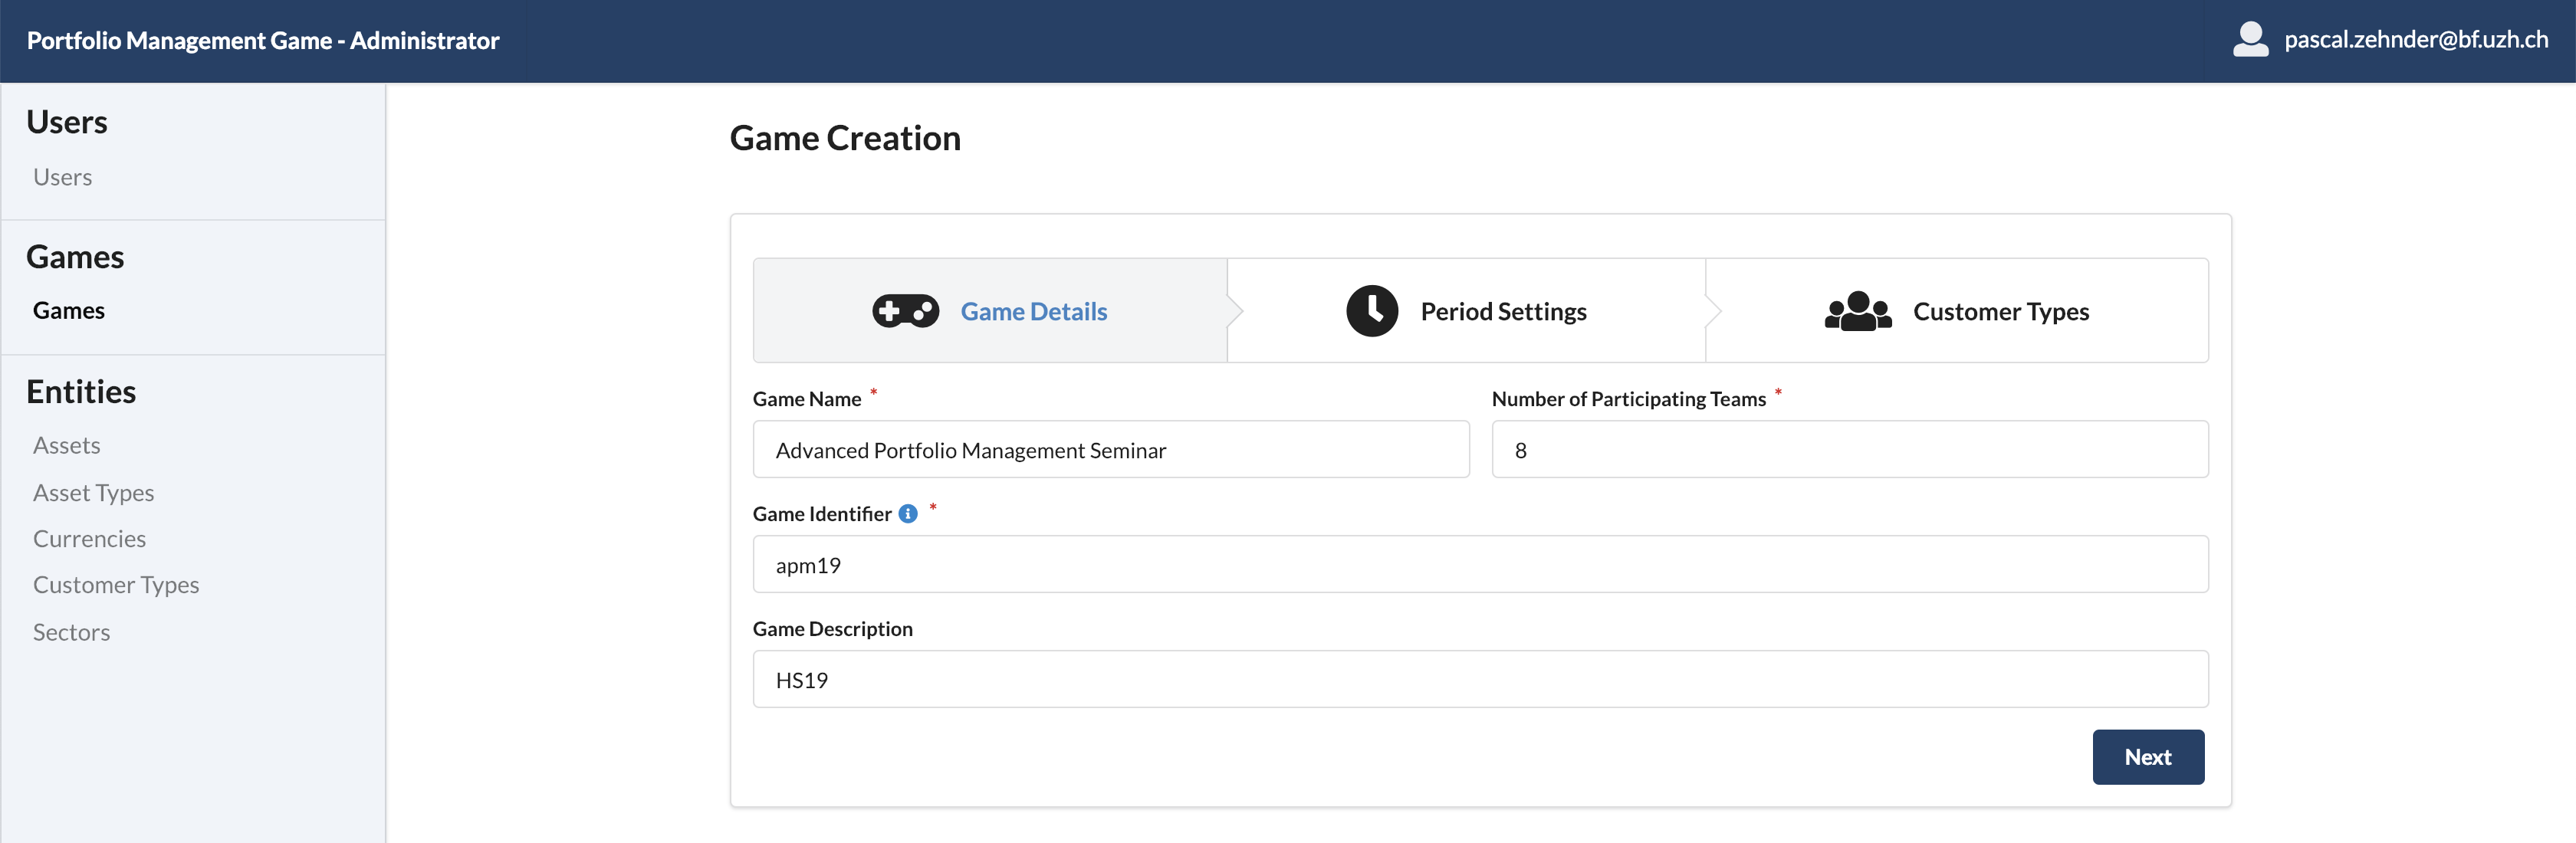 Portfolio Management Game - Administrator
pascal.zehnder@bf.uzh.ch
Users
Users
Games
Games
Entities
Assets
Asset Types
Currencies
Customer Types
Sectors
Game Creation
Game Details
Period Settings
Customer Types
Game Name *
Advanced Portfolio Management Seminar
Number of Participating Teams *
8
Game Identifier i *
apm19
Game Description
HS19
Next